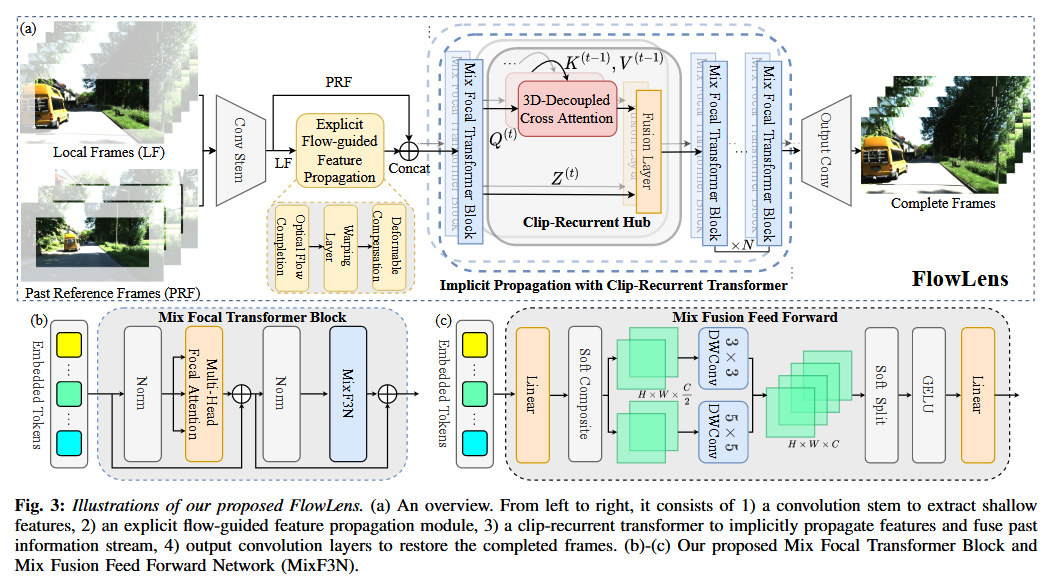 (a)
Local Frames (LF)
Past Reference Frames (PRF)
Conv Stem
PRF
LF
Explicit
Flow-guided
Feature
Propagation
Concat
Optical Flow
Completion
Warping
Layer
Deformable
Compensation
Mix Focal Transformer Block
Q(t)
K(t−1), V(t−1)
3D-Decoupled
Cross Attention
Z(t)
Fusion Layer
Clip-Recurrent Hub
Mix Focal Transformer Block
...
Mix Focal Transformer Block
×N
Implicit Propagation with Clip-Recurrent Transformer
Output Conv
Complete Frames
FlowLens
(b)
Mix Focal Transformer Block
Embedded Tokens
Norm
Multi-Head
Focal Attention
Norm
MixF3N
(c)
Mix Fusion Feed Forward
Embedded Tokens
Linear
Soft Composite
H × W × C/2
3 × 3
DWConv
5 × 5
DWConv
H × W × C
Soft Split
GELU
Linear
Fig. 3: Illustrations of our proposed FlowLens. (a) An overview. From left to right, it consists of 1) a convolution stem to extract shallow
features, 2) an explicit flow-guided feature propagation module, 3) a clip-recurrent transformer to implicitly propagate features and fuse past
information stream, 4) output convolution layers to restore the completed frames. (b)-(c) Our proposed Mix Focal Transformer Block and
Mix Fusion Feed Forward Network (MixF3N).